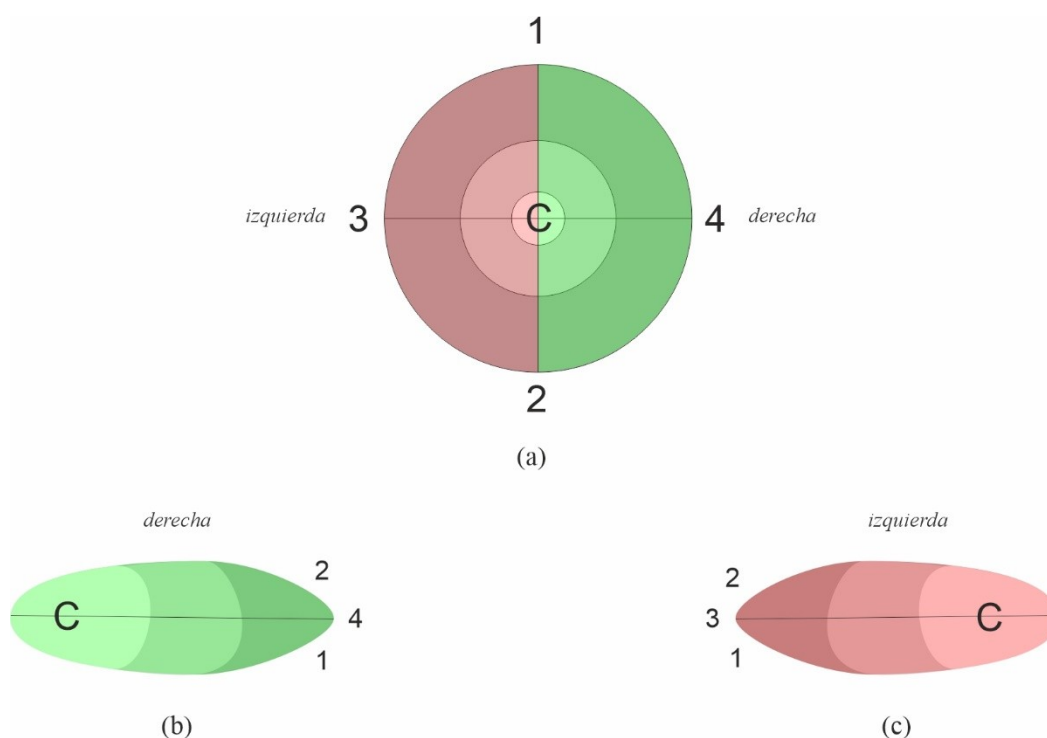 1
izquierda 3 C 4 derecha
2
(a)
derecha izquierda
2 2
C 4 3 C
1 1
(b) (c)